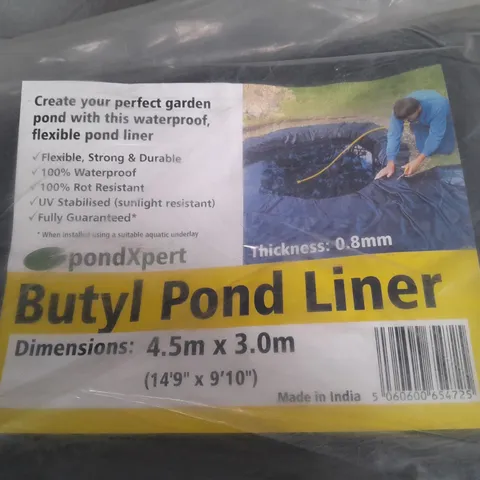 Create your perfect garden
pond with this waterproof,
flexible pond liner
✓Flexible, Strong & Durable
✓100% Waterproof
✓100% Rot Resistant
✓UV Stabilised (sunlight resistant)
✓Fully Guaranteed*
* When installed using a suitable aquatic underlay
Thickness: 0.8mm
pondXpert
Butyl Pond Liner
Dimensions: 4.5m x 3.0m
(14'9" x 9'10")
Made in India
5 060600 654725